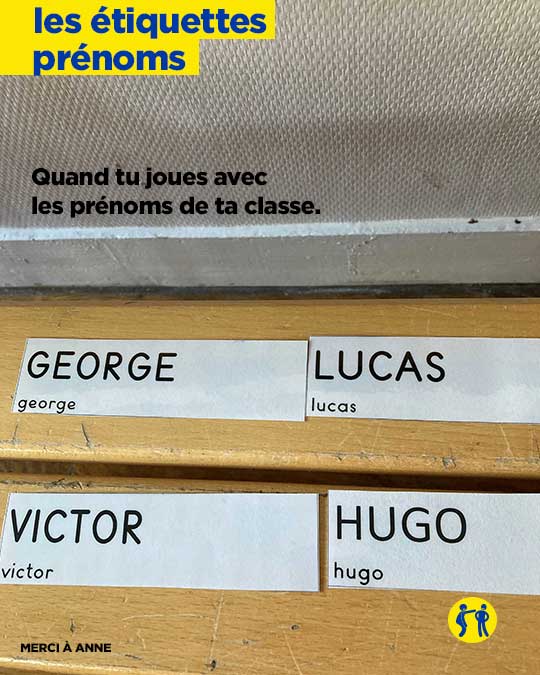 les étiquettes
prénoms
Quand tu joues avec
les prénoms de ta classe.
GEORGE
george
LUCAS
lucas
VICTOR
victor
HUGO
hugo
MERCI À ANNE